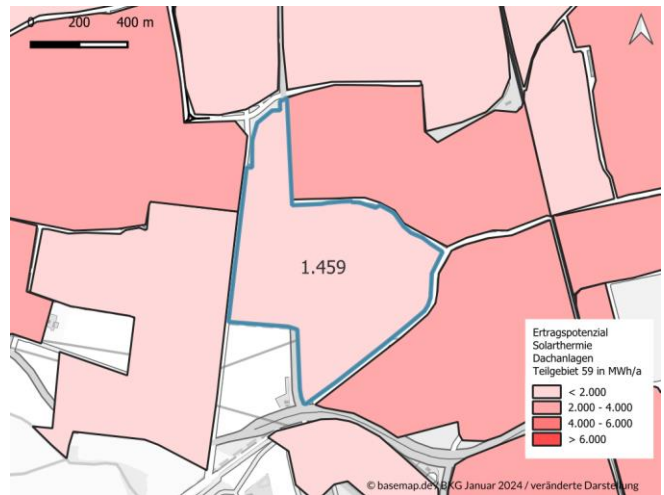 0 200 400 m
1.459
Ertragspotenzial
Solarthermie
Dachanlagen
Teilgebiet 59 in MWh/a
< 2.000
2.000 - 4.000
4.000 - 6.000
> 6.000
© basemap.de / BKG Januar 2024 / veränderte Darstellung